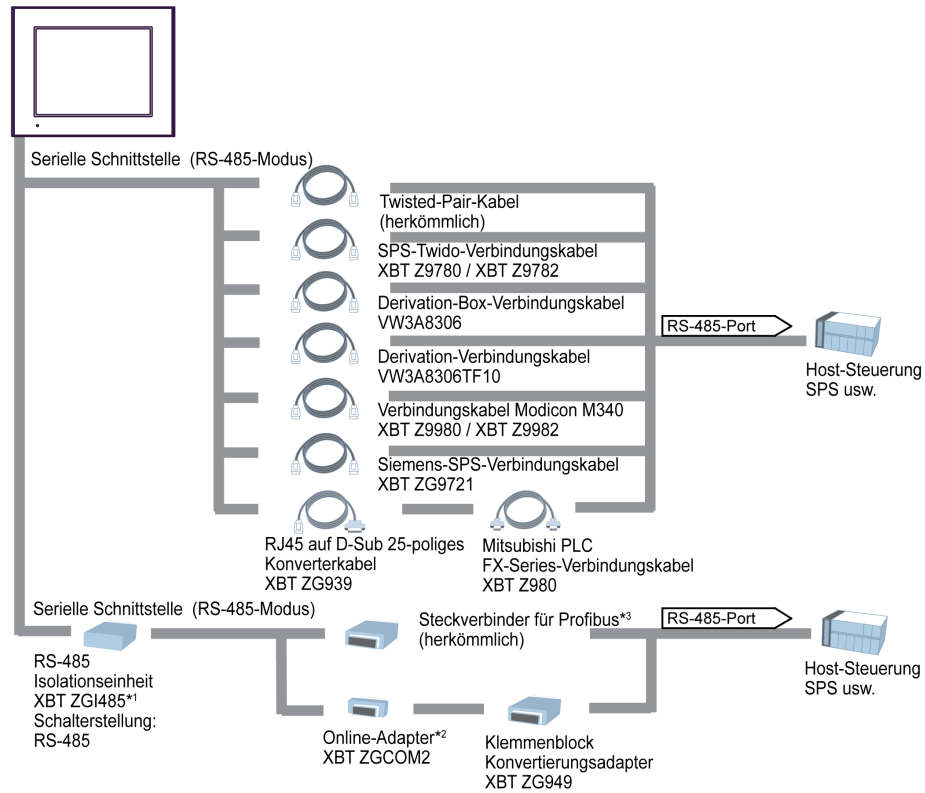 Serielle Schnittstelle (RS-485-Modus)
Twisted-Pair-Kabel
(herkömmlich)
SPS-Twido-Verbindungskabel
XBT Z9780 / XBT Z9782
Derivation-Box-Verbindungskabel
VW3A8306
RS-485-Port
Derivation-Verbindungskabel
VW3A8306TF10
Host-Steuerung
SPS usw.
Verbindungskabel Modicon M340
XBT Z9980 / XBT Z9982
Siemens-SPS-Verbindungskabel
XBT ZG9721
RJ45 auf D-Sub 25-poliges
Konverterkabel
XBT ZG939
Mitsubishi PLC
FX-Series-Verbindungskabel
XBT Z980
Serielle Schnittstelle (RS-485-Modus)
Steckverbinder für Profibus*3
(herkömmlich)
RS-485-Port
RS-485
Isolationseinheit
XBT ZGI485*1
Schalterstellung:
RS-485
Host-Steuerung
SPS usw.
Online-Adapter*2
XBT ZGCOM2
Klemmenblock
Konvertierungsadapter
XBT ZG949